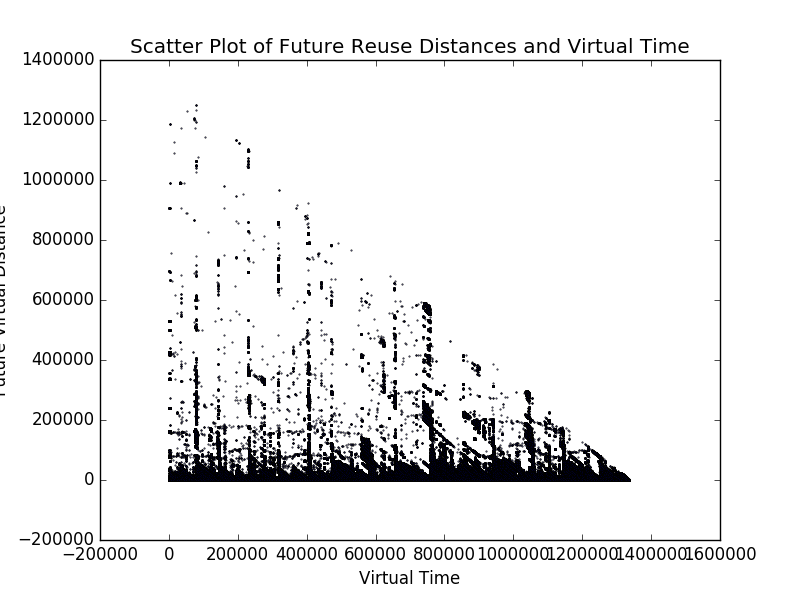 Scatter Plot of Future Reuse Distances and Virtual Time
1400000
1200000
1000000
800000
600000
400000
200000
0
−200000
Future Virtual Distance
−200000 0 200000 400000 600000 800000 1000000 1200000 1400000 1600000
Virtual Time